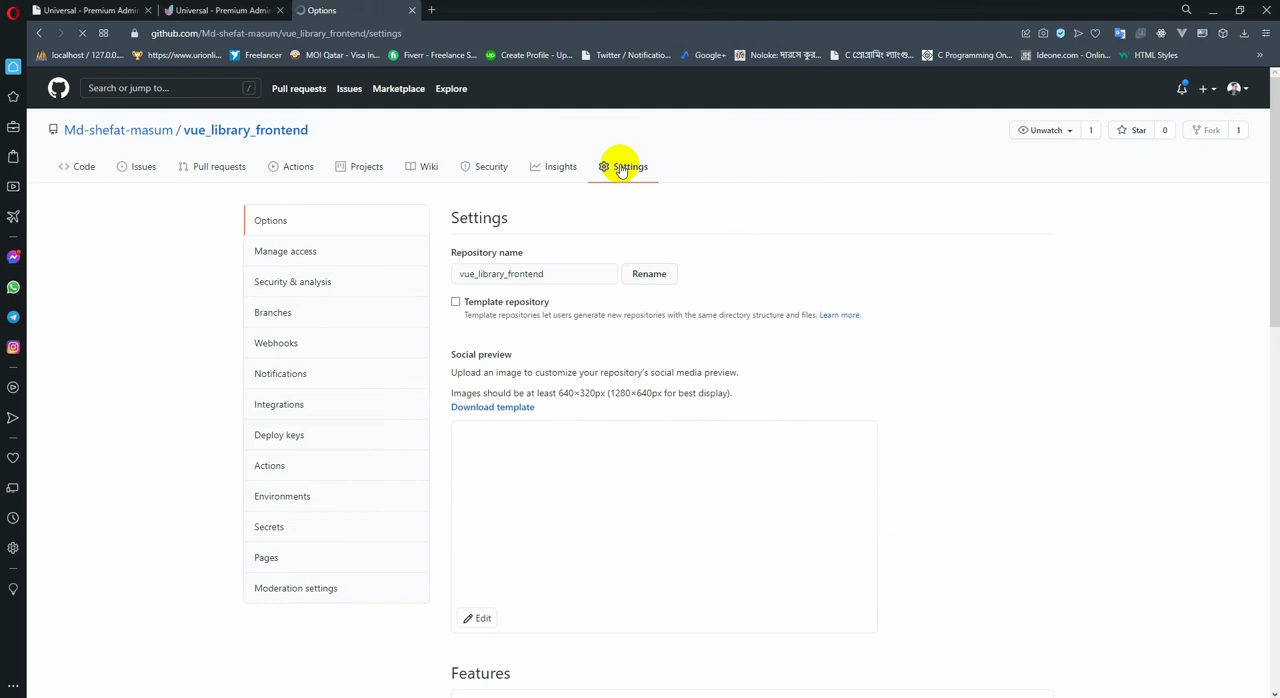 Universal - Premium Admin
Universal - Premium Admin
Options
github.com/Md-shefat-masum/vue_library_frontend/settings
localhost / 127.0.0....
https://www.urionli...
Freelancer
MOI Qatar - Visa In...
Fiverr - Freelance S...
Create Profile - Up...
Twitter / Notificatio...
Google+
C Programming On...
Ideone.com - Onlin...
HTML Styles
Search or jump to...
/
Pull requests
Issues
Marketplace
Explore
Md-shefat-masum / vue_library_frontend
Unwatch
1
Star
0
Fork
1
Code
Issues
Pull requests
Actions
Projects
Wiki
Security
Insights
Settings
Options
Manage access
Security & analysis
Branches
Webhooks
Notifications
Integrations
Deploy keys
Actions
Environments
Secrets
Pages
Moderation settings
Settings
Repository name
vue_library_frontend
Rename
Template repository
Template repositories let users generate new repositories with the same directory structure and files. Learn more.
Social preview
Upload an image to customize your repository's social media preview.
Images should be at least 640×320px (1280×640px for best display).
Download template
Edit
Features